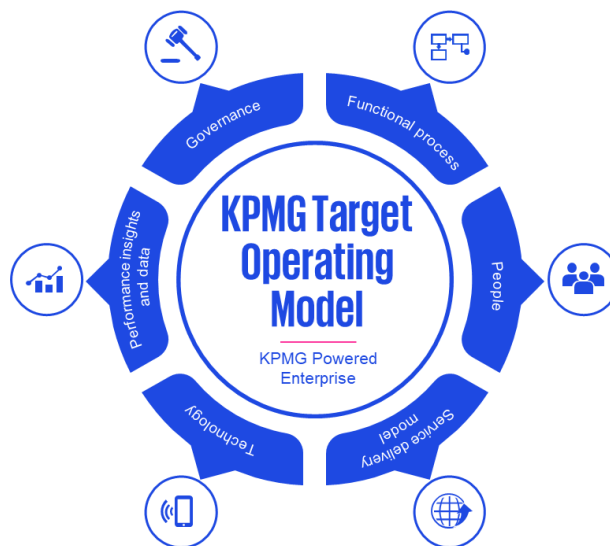 KPMG Target
Operating
Model
KPMG Powered
Enterprise
Functional process
People
Service delivery
model
Technology
Performance insights
and data
Governance